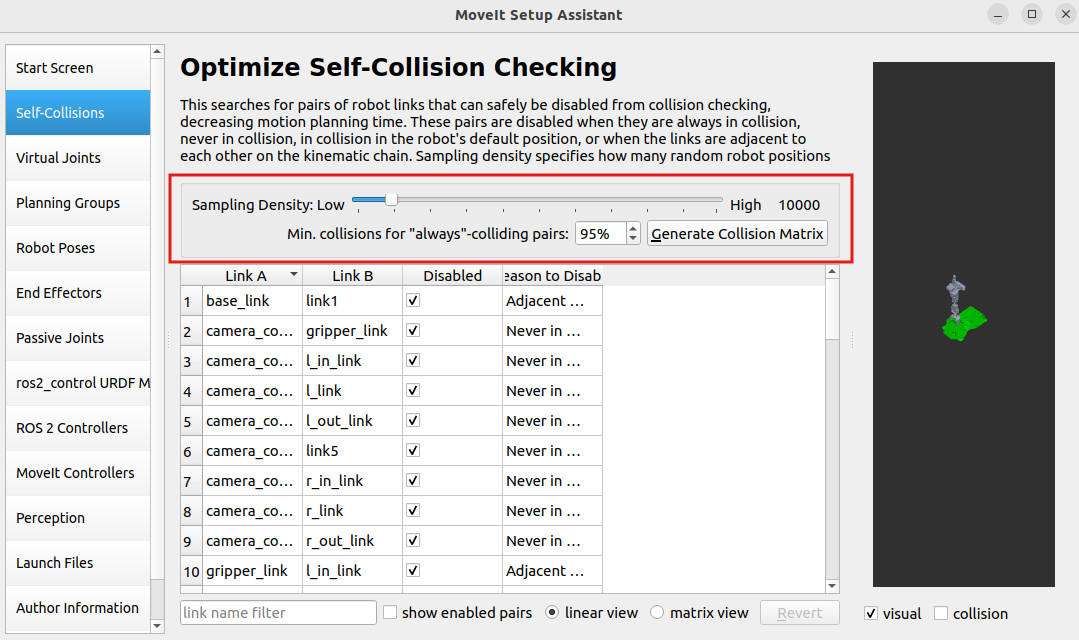 MoveIt Setup Assistant
Start Screen
Self-Collisions
Virtual Joints
Planning Groups
Robot Poses
End Effectors
Passive Joints
ros2_control URDF M
ROS 2 Controllers
MoveIt Controllers
Perception
Launch Files
Author Information
Optimize Self-Collision Checking
This searches for pairs of robot links that can safely be disabled from collision checking,
decreasing motion planning time. These pairs are disabled when they are always in collision,
never in collision, in collision in the robot's default position, or when the links are adjacent to
each other on the kinematic chain. Sampling density specifies how many random robot positions
Sampling Density: Low High 10000
Min. collisions for "always"-colliding pairs: 95% Generate Collision Matrix
Link A Link B Disabled eason to Disab
1 base_link link1 Adjacent ...
2 camera_co... gripper_link Never in ...
3 camera_co... l_in_link Never in ...
4 camera_co... l_link Never in ...
5 camera_co... l_out_link Never in ...
6 camera_co... link5 Never in ...
7 camera_co... r_in_link Never in ...
8 camera_co... r_link Never in ...
9 camera_co... r_out_link Never in ...
10 gripper_link l_in_link Adjacent ...
link name filter show enabled pairs linear view matrix view Revert
visual collision